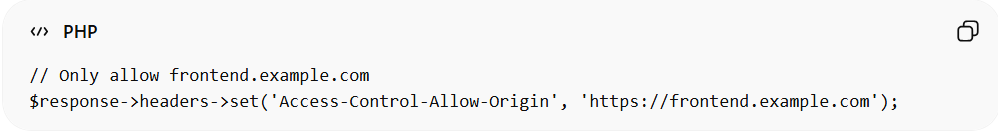 PHP
// Only allow frontend.example.com
$response->headers->set('Access-Control-Allow-Origin', 'https://frontend.example.com');